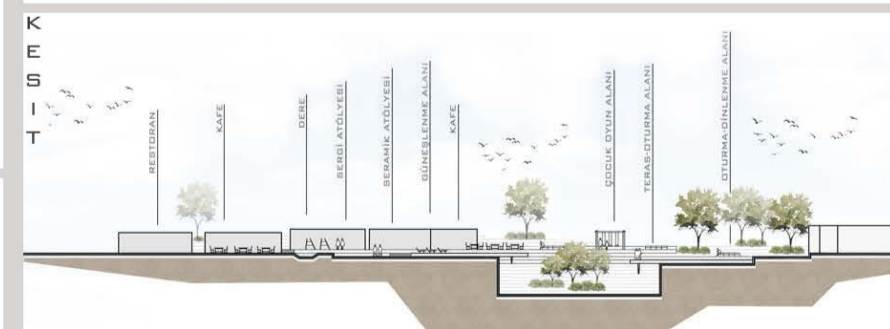 KESIT
RESTORAN
KAFE
DERE
SERGİ ATÖLYESİ
SERAMİK ATÖLYESİ
GÜNEŞLENME ALANI
KAFE
ÇOCUK OYUN ALANI
TERAS-OTURMA ALANI
OTURMA-DİNLENME ALANI